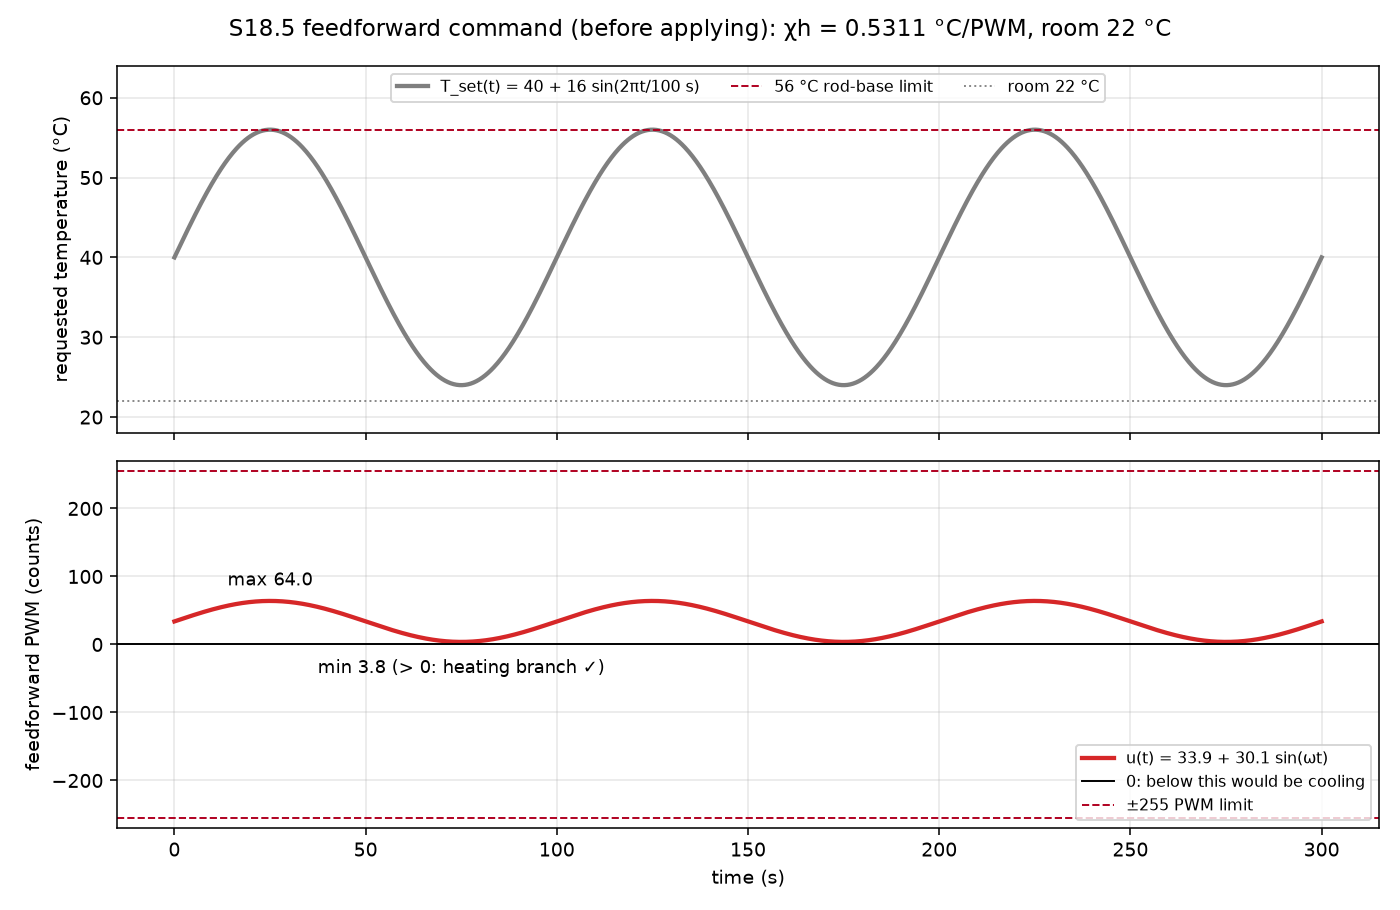 S18.5 feedforward command (before applying): χh = 0.5311 °C/PWM, room 22 °C
T_set(t) = 40 + 16 sin(2πt/100 s)
56 °C rod-base limit
room 22 °C
requested temperature (°C)
60
50
40
30
20
feedforward PWM (counts)
200
100
0
−100
−200
max 64.0
min 3.8 (> 0: heating branch ✓)
u(t) = 33.9 + 30.1 sin(ωt)
0: below this would be cooling
±255 PWM limit
0
50
100
150
200
250
300
time (s)